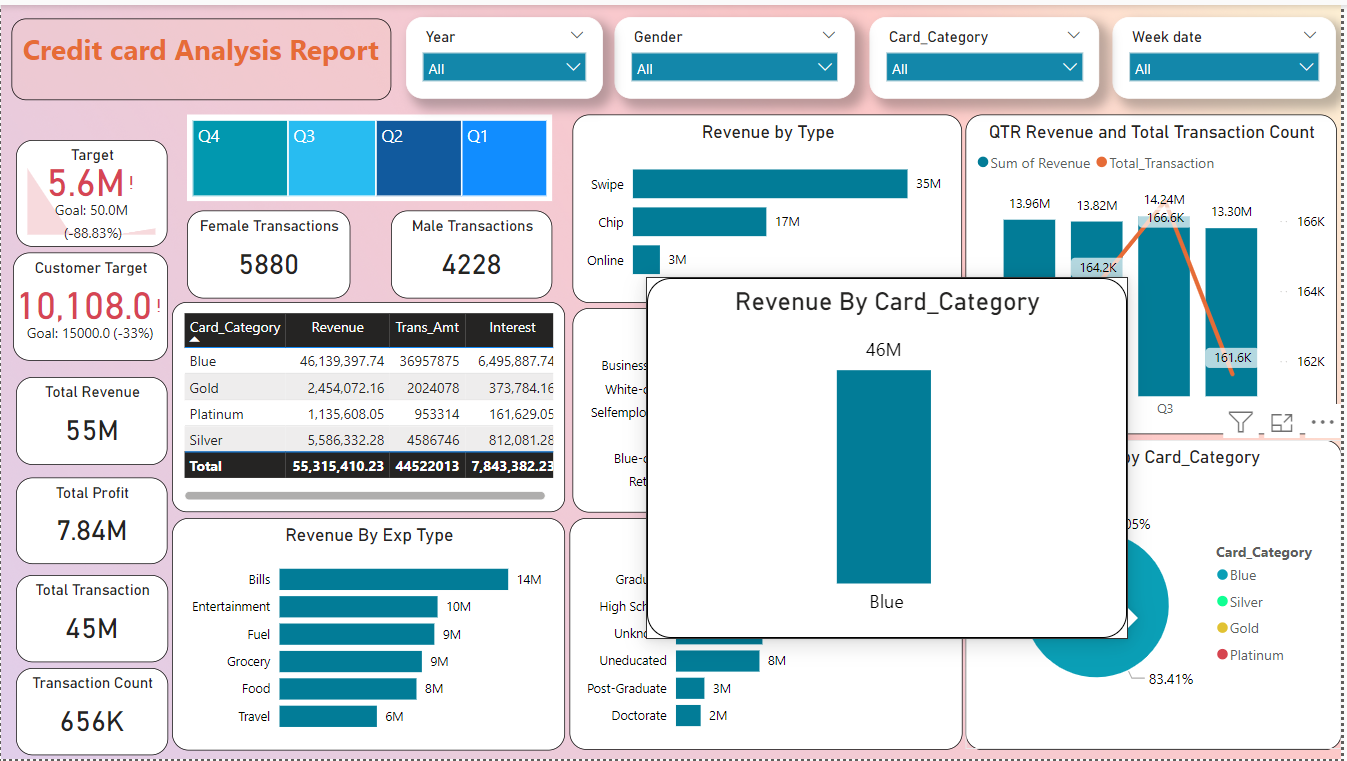 Credit card Analysis Report
Year
All
Gender
All
Card_Category
All
Week date
All
Target
5.6M!
Goal: 50.0M
(-88.83%)
Customer Target
10,108.0!
Goal: 15000.0 (-33%)
Total Revenue
55M
Total Profit
7.84M
Total Transaction
45M
Transaction Count
656K
Q4
Q3
Q2
Q1
Female Transactions
5880
Male Transactions
4228
Card_Category Revenue Trans_Amt Interest
Blue 46,139,397.74 36957875 6,495,887.74
Gold 2,454,072.16 2024078 373,784.16
Platinum 1,135,608.05 953314 161,629.05
Silver 5,586,332.28 4586746 812,081.28
Total 55,315,410.23 44522013 7,843,382.23
Revenue By Exp Type
Bills 14M
Entertainment 10M
Fuel 9M
Grocery 9M
Food 8M
Travel 6M
Revenue by Type
Swipe 35M
Chip 17M
Online 3M
Business
White-
Selfemplo
Blue-
Ret
Revenue By Card_Category
46M
Blue
Gradu
High Sch
Unkno
Uneducated 8M
Post-Graduate 3M
Doctorate 2M
QTR Revenue and Total Transaction Count
Sum of Revenue Total_Transaction
13.96M
13.82M
14.24M
13.30M
164.2K
166.6K
161.6K
166K
164K
162K
Q3
by Card_Category
05%
83.41%
Card_Category
Blue
Silver
Gold
Platinum